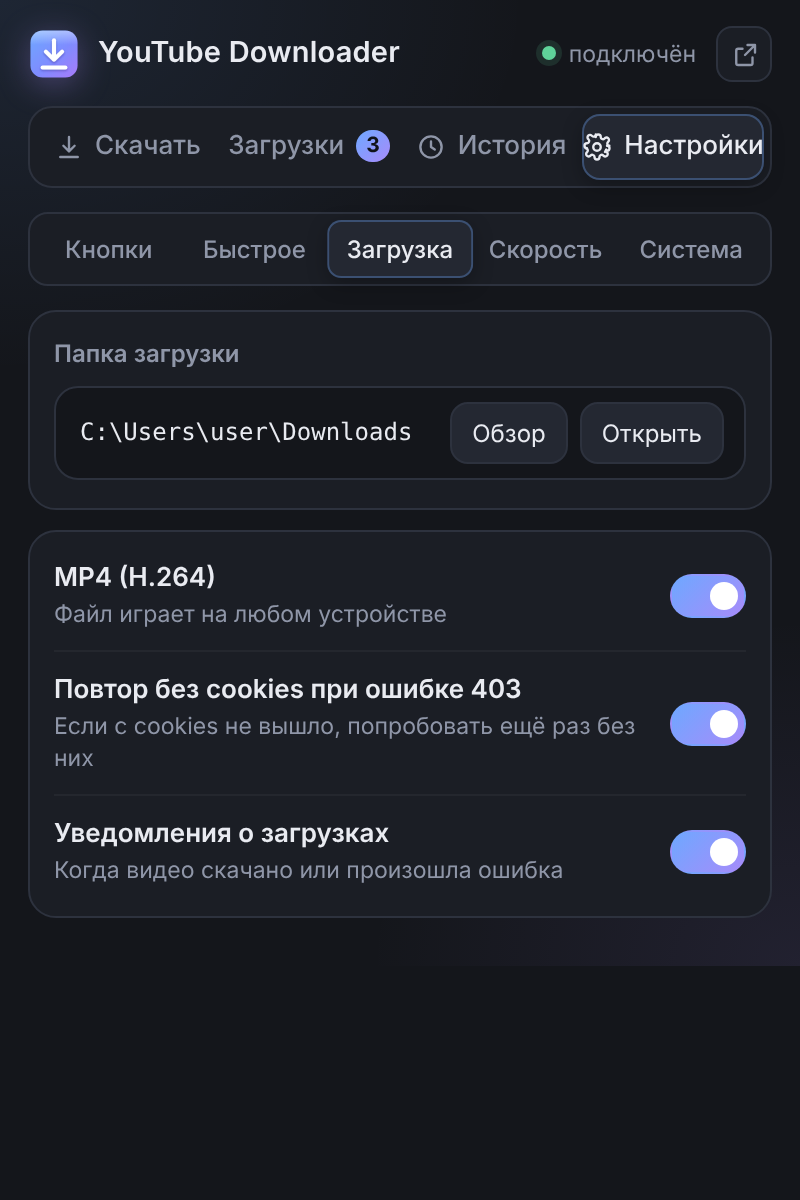 YouTube Downloader
подключён
Скачать Загрузки 3 История Настройки
Кнопки Быстрое Загрузка Скорость Система
Папка загрузки
C:\Users\user\Downloads Обзор Открыть
MP4 (H.264)
Файл играет на любом устройстве
Повтор без cookies при ошибке 403
Если с cookies не вышло, попробовать ещё раз без
них
Уведомления о загрузках
Когда видео скачано или произошла ошибка